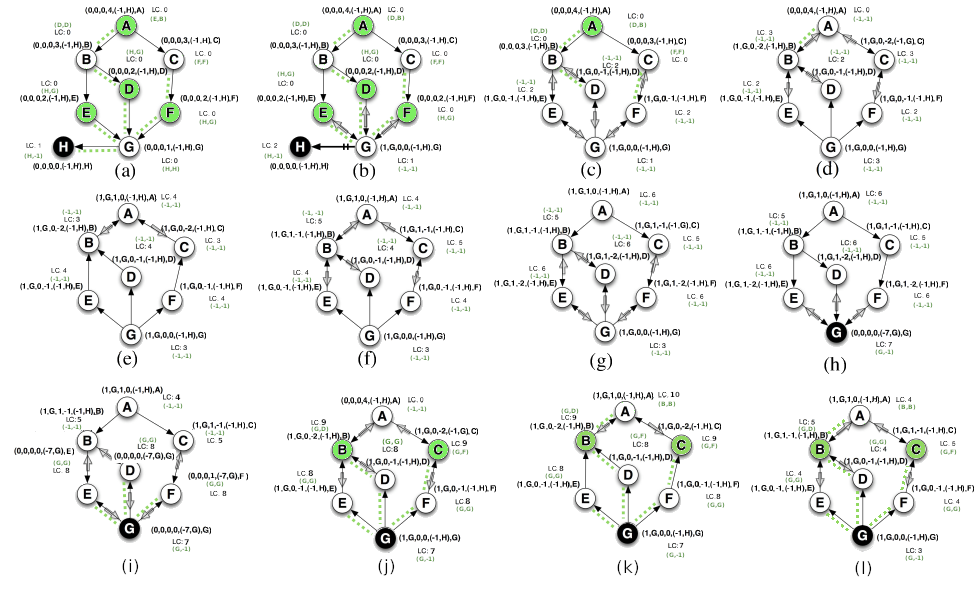 (0,0,0,4,(-1,H),A)
LC. 0
(E,B)
A
(D,D)
LC: 0
(0,0,0,3,(-1,H),B)
(0,0,0,3,(-1,H),C)
B
(H,G)
LC: 0
C
LC. 0
(F,F)
(0,0,0,2,(-1,H),D)
LC: 0
(H,G)
D
(0,0,0,2,(-1,H),E)
(0,0,0,2,(-1,H),F)
E
F
LC. 0
(H,G)
LC. 1
(H,-1)
H
G
(0,0,0,1,(-1,H),G)
(0,0,0,0,(-1,H),H)
LC:0
(H,H)
(a)
(0,0,0,4,(-1,H),A)
LC. 0
(D,B)
A
(D,D)
LC: 0
(0,0,0,3,(-1,H),B)
(0,0,0,3,(-1,H),C)
B
(H,G)
LC: 0
C
LC. 0
(F,F)
(0,0,0,2,(-1,H),D)
(H,G)
LC: 0
D
(0,0,0,2,(-1,H),E)
(0,0,0,2,(-1,H),F)
E
F
LC. 0
(H,G)
LC. 2
(H,-1)
H
G
(1,G,0,0,(-1,H),G)
(0,0,0,0,(-1,H),H)
LC:1
(-1,-1)
(b)
(0,0,0,4,(-1,H),A)
LC. 0
(D,B)
A
(D,D)
LC: 0
(0,0,0,3,(-1,H),B)
(0,0,0,3,(-1,H),C)
B
(-1,-1)
LC: 2
C
(F,F)
LC. 0
(1,G,0,-1,(-1,H),D)
(-1,-1)
LC. 2
D
(1,G,0,-1,(-1,H),E)
(1,G,0,-1,(-1,H),F)
E
F
LC. 2
(-1,-1)
G
(1,G,0,0,(-1,H),G)
LC:1
(-1,-1)
(c)
(0,0,0,4,(-1,H),A)
LC. 0
(-1,-1)
A
LC. 3
(-1,-1)
(1,G,0,-2,(-1,H),B)
(1,G,0,-2,(-1,G),C)
B
(-1,-1)
LC: 2
C
LC. 3
(-1,-1)
(1,G,0,-1,(-1,H),D)
LC. 2
(-1,-1)
D
(1,G,0,-1,(-1,H),E)
(1,G,0,-1,(-1,H),F)
E
F
LC. 2
(-1,-1)
G
(1,G,0,0,(-1,H),G)
LC:3
(-1,-1)
(d)
(1,G,1,0,(-1,H),A)
LC. 4
(-1,-1)
A
(-1,-1)
LC: 3
(1,G,0,-2,(-1,H),B)
(1,G,0,-2,(-1,H),C)
B
(-1,-1)
LC: 4
C
LC. 3
(-1,-1)
(1,G,0,-1,(-1,H),D)
LC. 4
(-1,-1)
D
(1,G,0,-1,(-1,H),E)
(1,G,0,-1,(-1,H),F)
E
F
LC. 4
(-1,-1)
G
(1,G,0,0,(-1,H),G)
LC:3
(-1,-1)
(e)
(1,G,1,0,(-1,H),A)
LC. 4
(-1,-1)
A
(-1,-1)
LC: 5
(1,G,1,-1,(-1,H),B)
(1,G,1,-1,(-1,H),C)
B
(-1,-1)
LC: 4
C
LC. 5
(-1,-1)
(1,G,0,-1,(-1,H),D)
LC. 4
(-1,-1)
D
(1,G,0,-1,(-1,H),E)
(1,G,0,-1,(-1,H),F)
E
F
LC. 4
(-1,-1)
G
(1,G,0,0,(-1,H),G)
LC:3
(-1,-1)
(f)
(1,G,1,0,(-1,H),A)
LC. 6
(-1,-1)
A
(-1,-1)
LC: 5
(1,G,1,-1,(-1,H),B)
(1,G,1,-1,(-1,G),C)
B
(-1,-1)
LC: 6
C
LC. 5
(-1,-1)
(1,G,1,-2,(-1,H),D)
LC. 6
(-1,-1)
D
(1,G,1,-2,(-1,H),E)
(1,G,1,-2,(-1,H),F)
E
F
LC. 6
(-1,-1)
G
(1,G,0,0,(-1,H),G)
LC:3
(-1,-1)
(g)
(1,G,1,0,(-1,H),A)
LC. 6
(-1,-1)
A
LC:5
(-1,-1)
(1,G,1,-1,(-1,H),B)
(1,G,1,-1,(-1,H),C)
B
LC:6
(-1,-1)
C
LC. 5
(-1,-1)
(1,G,1,-2,(-1,H),D)
LC. 6
(-1,-1)
D
(1,G,1,-2,(-1,H),E)
(1,G,1,-2,(-1,H),F)
E
F
LC. 6
(-1,-1)
G
(0,0,0,0,(-7,G),G)
LC: 7
(G,-1)
(h)
(1,G,1,0,(-1,H),A)
LC: 4
(-1,-1)
A
(1,G,1,-1,(-1,H),B)
LC: 5
(-1,-1)
(1,G,1,-1,(-1,H),C)
(-1,-1)
LC. 5
B
(G,G)
LC: 8
C
(0,0,0,0,(-7,G),E)
(0,0,0,0,(-7,G),G)
(G,G)
LC. 8
D
(0,0,0,1,(-7,G),F)
(G,G)
LC. 8
E
F
G
(0,0,0,0,(-7,G),G)
LC: 7
(G,-1)
(i)
(0,0,0,4,(-1,H),A)
LC. 0
(-1,-1)
A
LC: 9
(G,D)
(1,G,0,-2,(-1,H),B)
(1,G,0,-2,(-1,G),C)
B
(G,G)
LC: 8
C
LC. 9
(G,F)
(1,G,0,-1,(-1,H),D)
LC: 8
(G,G)
D
(1,G,0,-1,(-1,H),E)
(1,G,0,-1,(-1,H),F)
E
F
LC: 8
(G,G)
G
(1,G,0,0,(-1,H),G)
LC: 7
(G,-1)
(j)
(1,G,1,0,(-1,H),A)
LC. 10
(B,B)
A
(G,D)
LC: 9
(1,G,0,-2,(-1,H),B)
(1,G,0,-2,(-1,H),C)
B
(G,F)
LC: 8
C
LC. 9
(G,F)
(1,G,0,-1,(-1,H),D)
LC. 8
(G,G)
D
(1,G,0,-1,(-1,H),E)
(1,G,0,-1,(-1,H),F)
E
F
LC. 8
(G,G)
G
(1,G,0,0,(-1,H),G)
LC: 7
(G,-1)
(k)
(1,G,1,0,(-1,H),A)
LC. 4
(B,B)
A
LC: 5
(G,D)
(1,G,1,-1,(-1,H),B)
(1,G,1,-1,(-1,H),C)
B
(G,G)
LC: 4
C
LC. 5
(G,F)
(1,G,0,-1,(-1,H),D)
LC. 4
(G,G)
D
(1,G,0,-1,(-1,H),E)
(1,G,0,-1,(-1,H),F)
E
F
LC. 4
(G,G)
G
(1,G,0,0,(-1,H),G)
LC: 3
(G,-1)
(l)